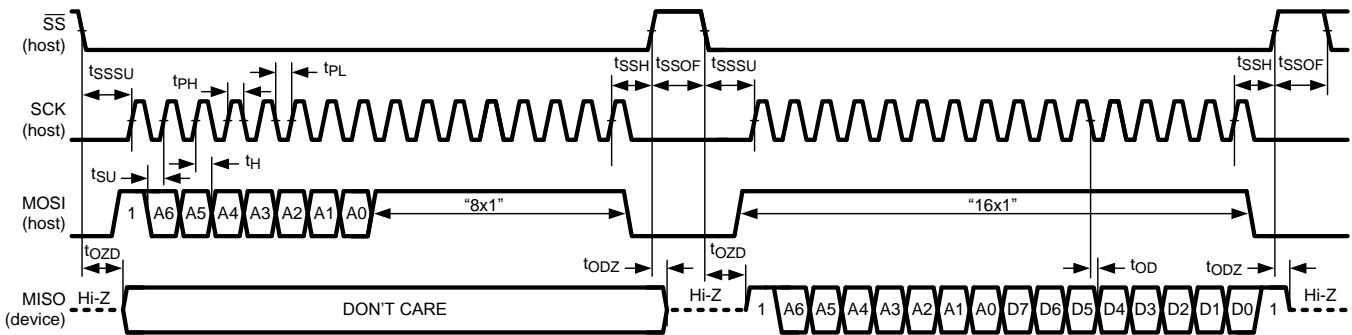 SS
(host)
tSSSU
tPH
tPL
tSSH
tSSOF
tSSSU
tSSH
tSSOF
SCK
(host)
tSU
tH
MOSI
(host)
1 A6 A5 A4 A3 A2 A1 A0 “8x1” “16x1”
tOZD
tODZ
tOZD
tOD
tODZ
MISO
(device)
Hi-Z DON'T CARE Hi-Z 1 A6 A5 A4 A3 A2 A1 A0 D7 D6 D5 D4 D3 D2 D1 D0 1 Hi-Z